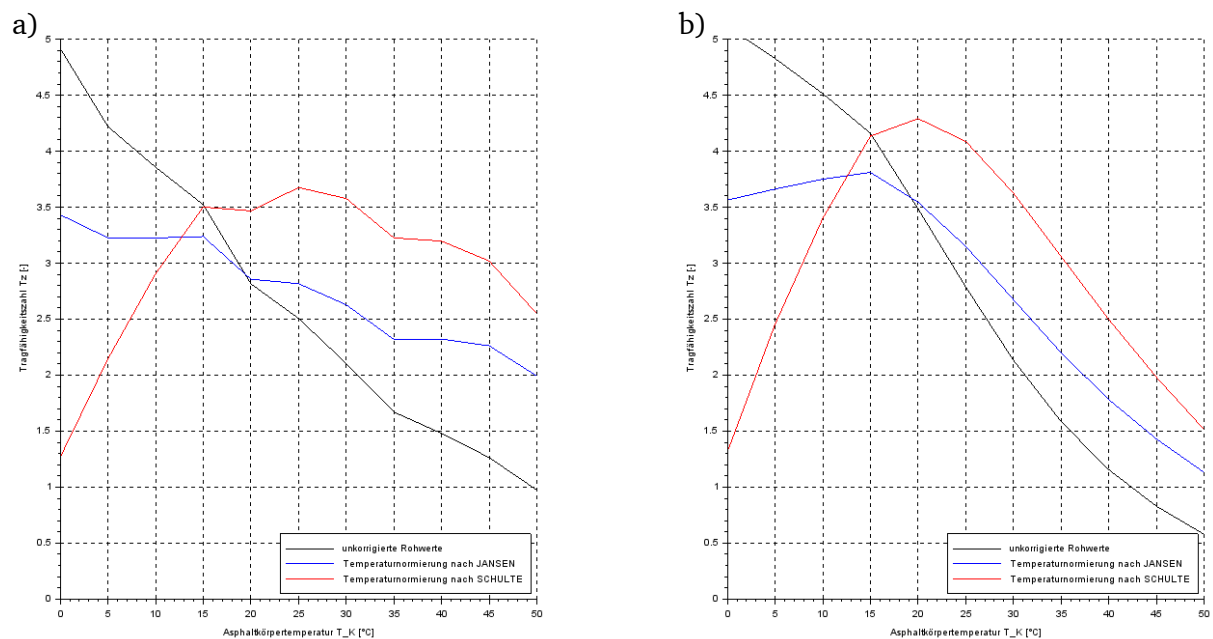 a)
5
4.5
4
3.5
3
2.5
2
1.5
1
0.5
0
Tragfähigkeitszahl Tz [-]
unkorrigierte Rohwerte
Temperaturnormierung nach JANSEN
Temperaturnormierung nach SCHULTE
0 5 10 15 20 25 30 35 40 45 50
Asphaltkörpertemperatur T_K [°C]
b)
5
4.5
4
3.5
3
2.5
2
1.5
1
0.5
0
Tragfähigkeitszahl Tz [-]
unkorrigierte Rohwerte
Temperaturnormierung nach JANSEN
Temperaturnormierung nach SCHULTE
0 5 10 15 20 25 30 35 40 45 50
Asphaltkörpertemperatur T_K [°C]